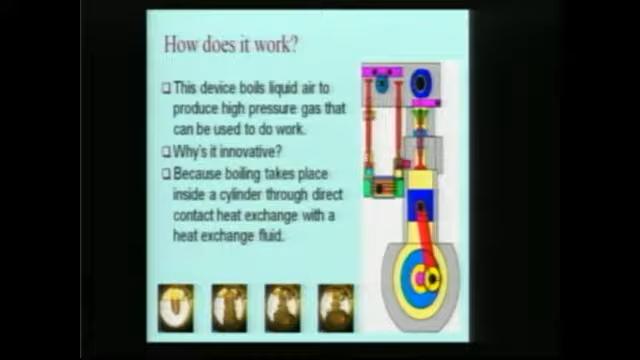 How does it work?
This device boils liquid air to
produce high pressure gas that
can be used to do work.
Why's it innovative?
Because boiling takes place
inside a cylinder through direct
contact heat exchange with a
heat exchange fluid.